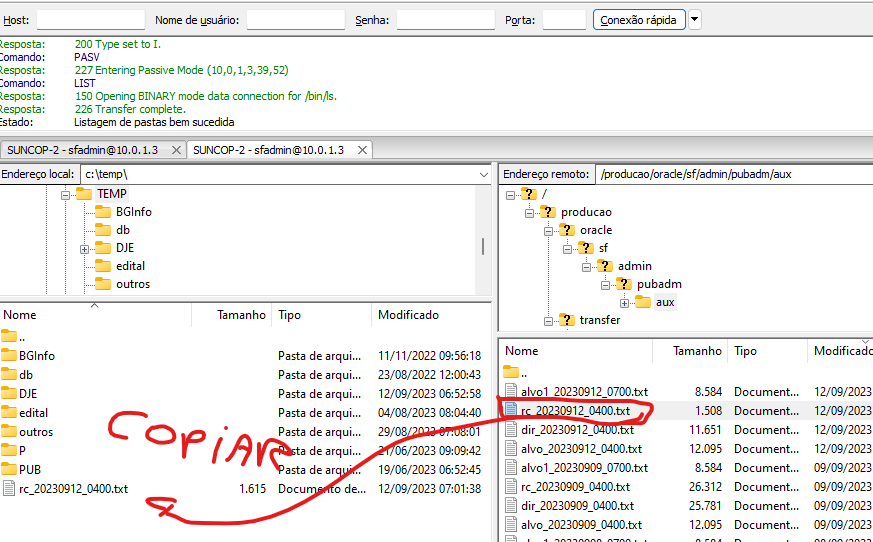 Host: Nome de usuário: Senha: Porta: Conexão rápida
Resposta: 200 Type set to I.
Comando: PASV
Resposta: 227 Entering Passive Mode (10,0,1,3,39,52)
Comando: LIST
Resposta: 150 Opening BINARY mode data connection for /bin/ls.
Resposta: 226 Transfer complete.
Estado: Listagem de pastas bem sucedida
SUNCOP-2 - sfadmin@10.0.1.3 SUNCOP-2 - sfadmin@10.0.1.3
Endereço local: c:\temp\
TEMP
BGInfo
db
DJE
edital
outros
Nome Tamanho Tipo Modificado
..
BGInfo Pasta de arqui... 11/11/2022 09:56:18
db Pasta de arqui... 23/08/2022 12:00:43
DJE Pasta de arqui... 12/09/2023 06:52:58
edital Pasta de arqui... 04/08/2023 08:04:40
outros Pasta de arqui... 29/08/2023 07:08:01
P Pasta de arqui... 21/06/2023 09:09:42
PUB Pasta de arqui... 19/06/2023 06:52:45
rc_20230912_0400.txt 1.615 Documento de... 12/09/2023 07:01:38
COPIAR
Endereço remoto: /producao/oracle/sf/admin/pubadm/aux
/
producao
oracle
sf
admin
pubadm
aux
transfer
Nome Tamanho Tipo Modificado
..
alvo1_20230912_0700.txt 8.584 Document... 12/09/2023
rc_20230912_0400.txt 1.508 Document... 12/09/2023
dir_20230912_0400.txt 11.651 Document... 12/09/2023
alvo_20230912_0400.txt 12.095 Document... 12/09/2023
alvo1_20230909_0700.txt 8.584 Document... 09/09/2023
rc_20230909_0400.txt 26.312 Document... 09/09/2023
dir_20230909_0400.txt 25.781 Document... 09/09/2023
alvo_20230909_0400.txt 12.095 Document... 09/09/2023